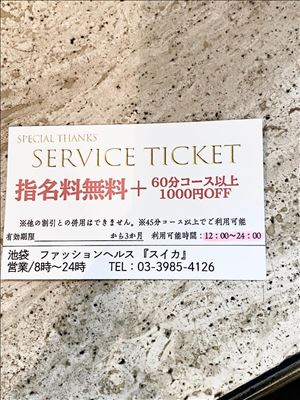 SPECIAL THANKS
SERVICE TICKET
指名料無料＋60分コース以上
1000円OFF
※他の割引との併用はできません。※45分コース以上でご利用可能
有効期限 から3か月 利用可能時間：12：00～24：00
池袋 ファッションヘルス『スイカ』
営業/8時～24時 TEL：03-3985-4126